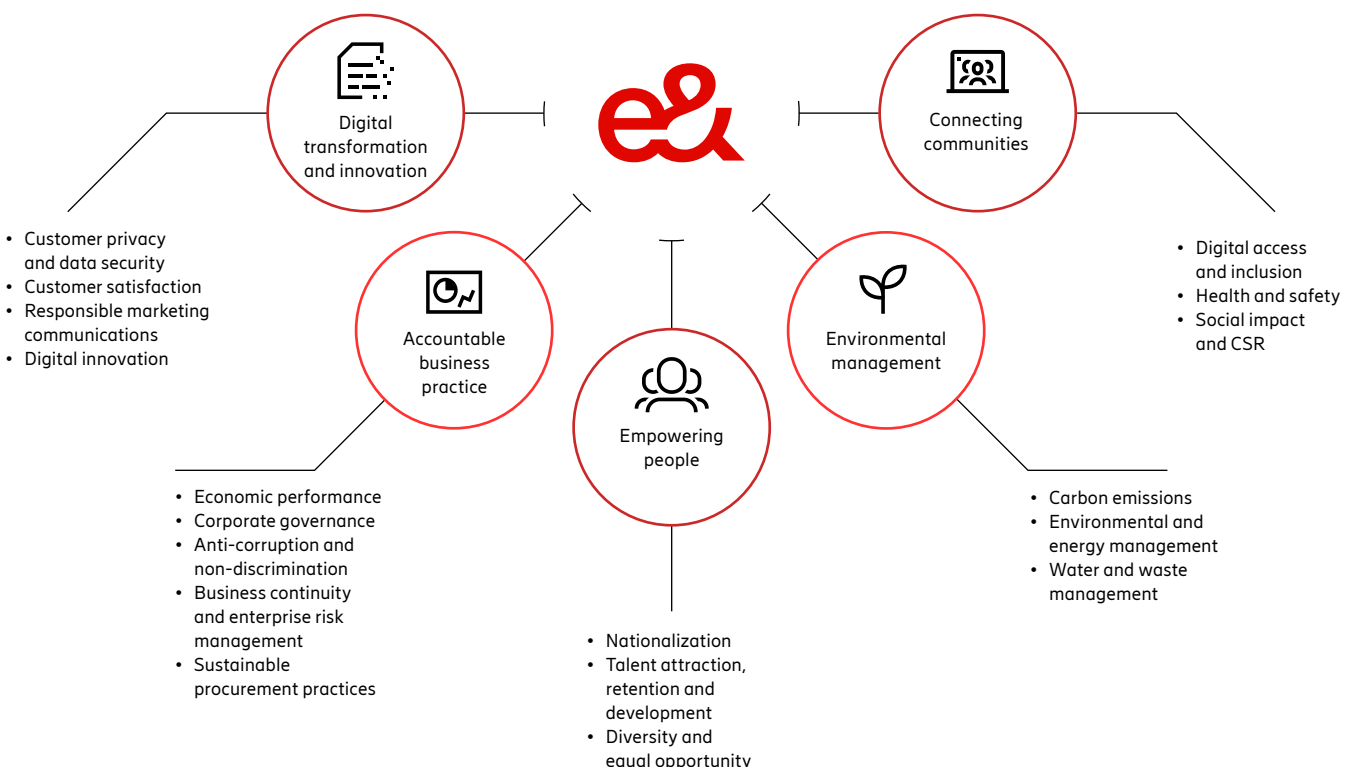 e&
Digital
transformation
and innovation
• Customer privacy
and data security
• Customer satisfaction
• Responsible marketing
communications
• Digital innovation
Accountable
business
practice
• Economic performance
• Corporate governance
• Anti-corruption and
non-discrimination
• Business continuity
and enterprise risk
management
• Sustainable
procurement practices
Empowering
people
• Nationalization
• Talent attraction,
retention and
development
• Diversity and
equal opportunity
Environmental
management
• Carbon emissions
• Environmental and
energy management
• Water and waste
management
Connecting
communities
• Digital access
and inclusion
• Health and safety
• Social impact
and CSR